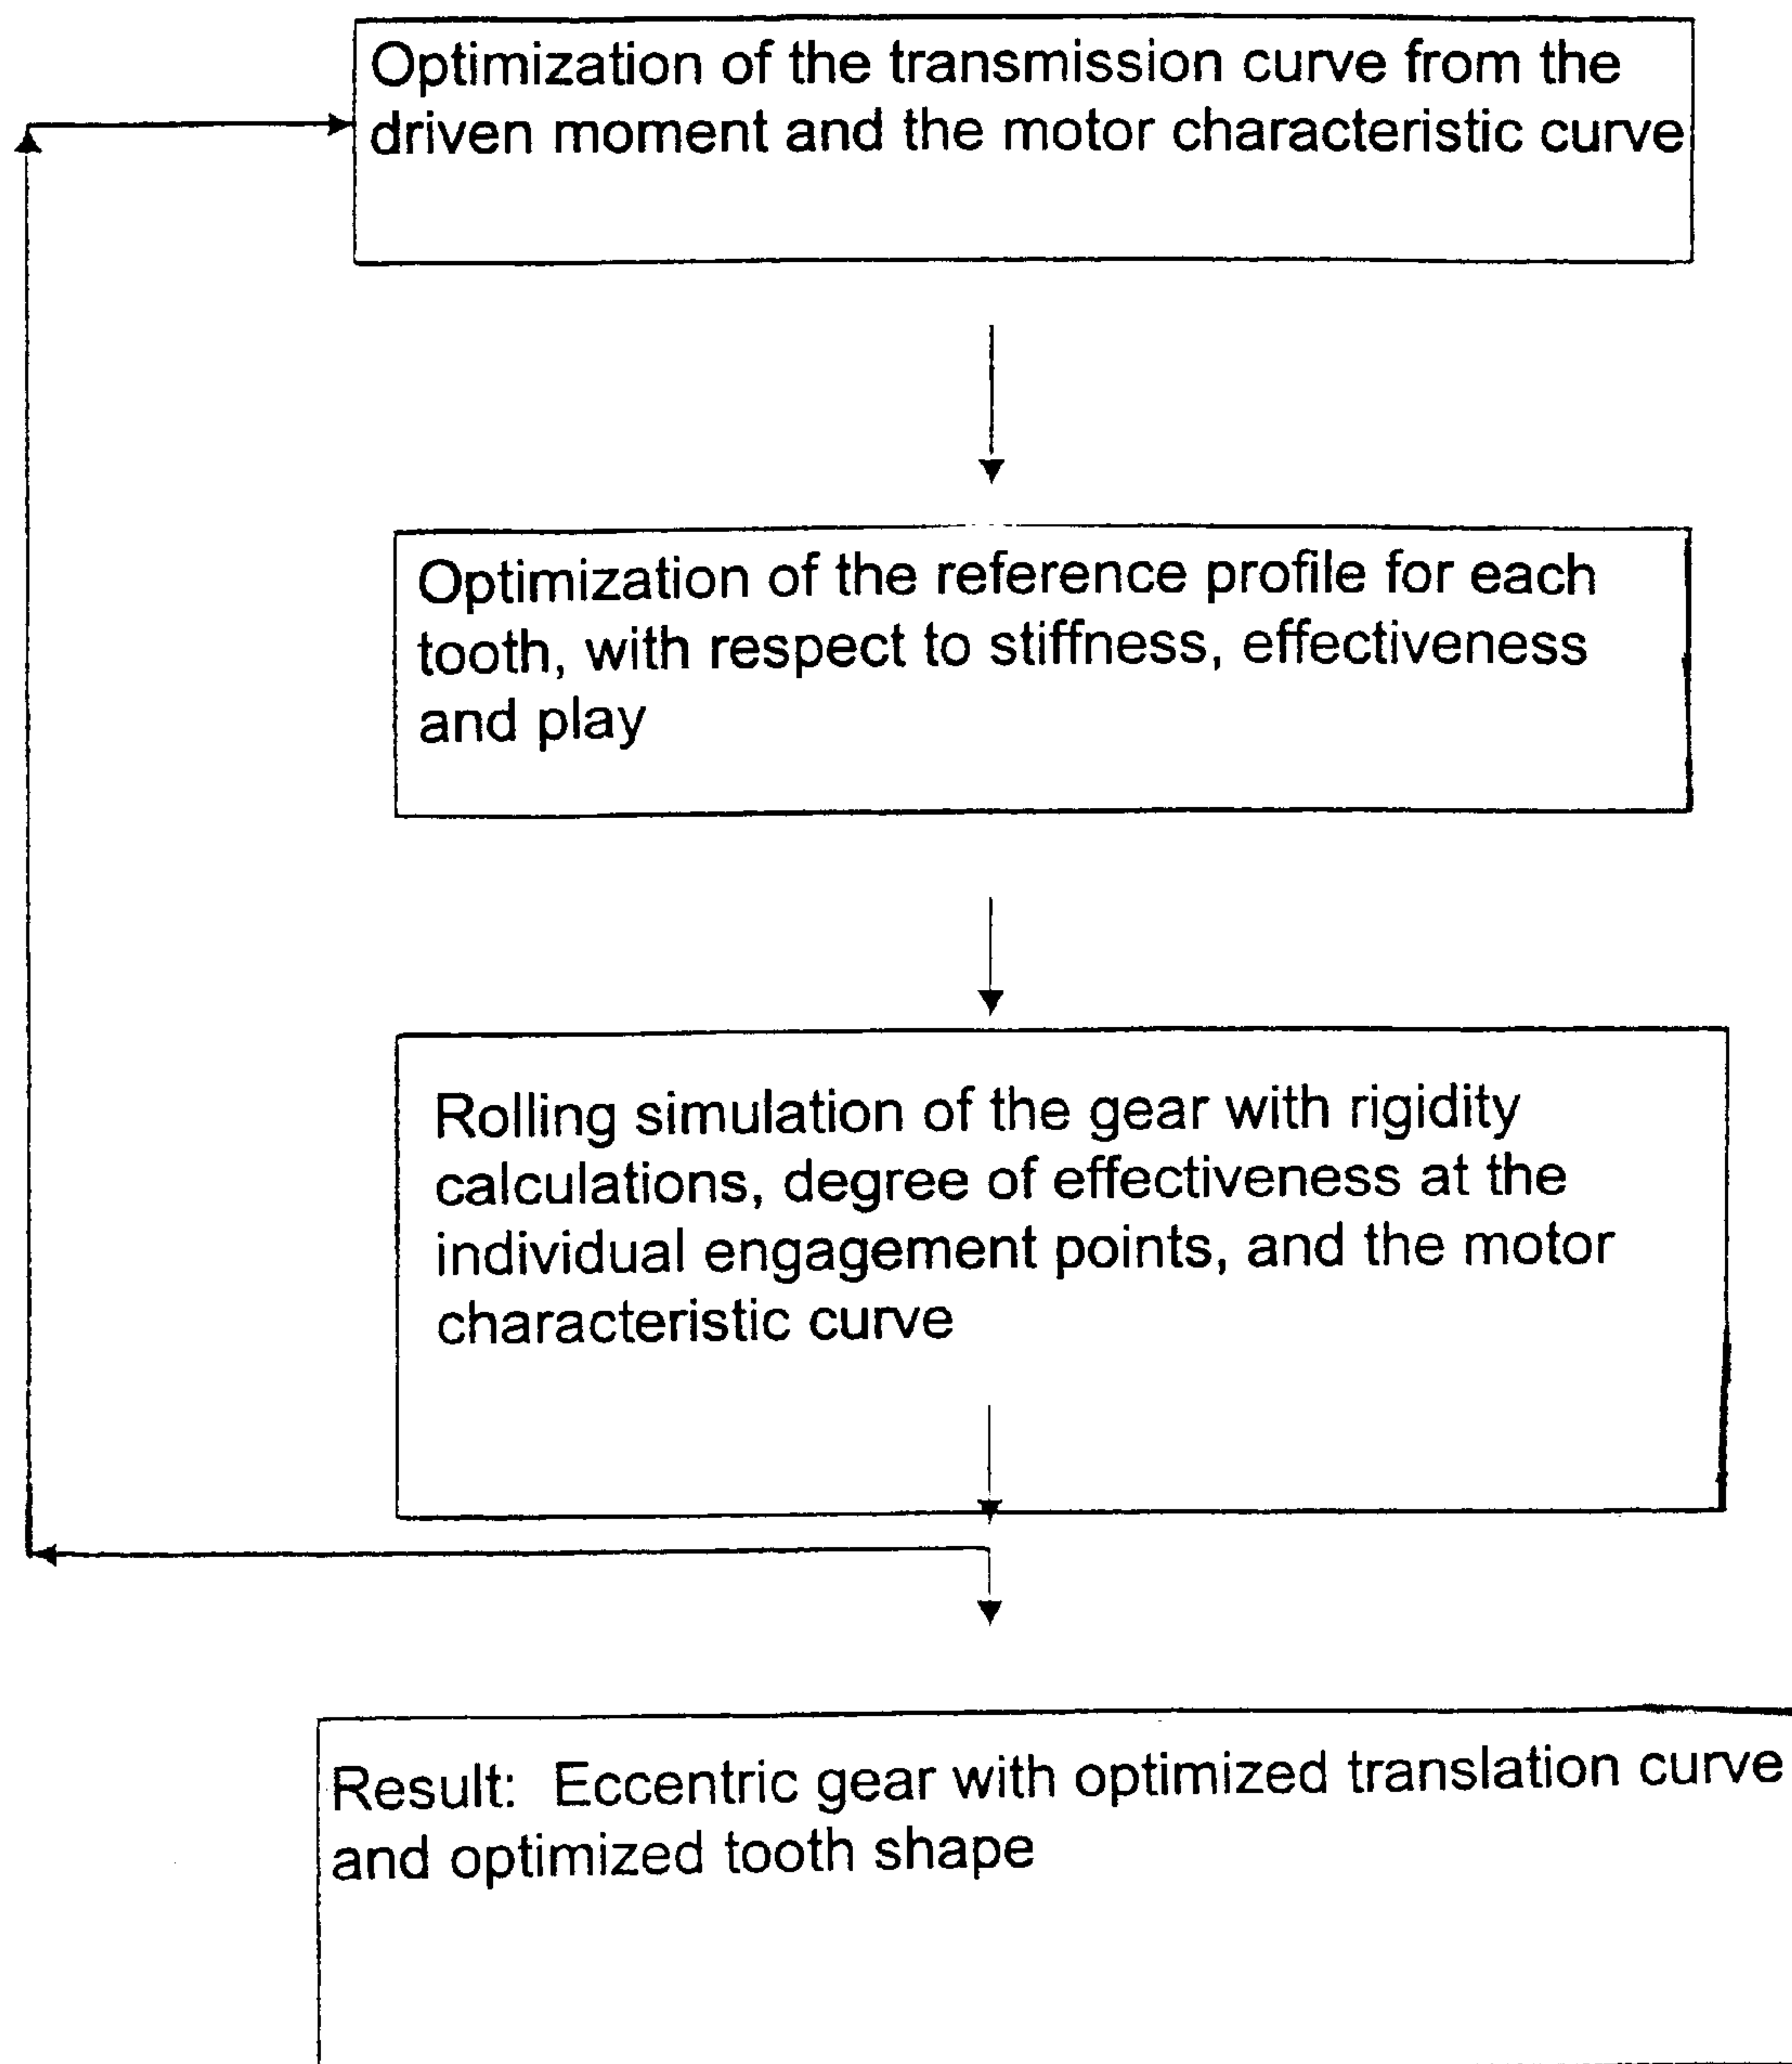 Optimization of the transmission curve from the
driven moment and the motor characteristic curve
Optimization of the reference profile for each
tooth, with respect to stiffness, effectiveness
and play
Rolling simulation of the gear with rigidity
calculations, degree of effectiveness at the
individual engagement points, and the motor
characteristic curve
Result: Eccentric gear with optimized translation curve
and optimized tooth shape